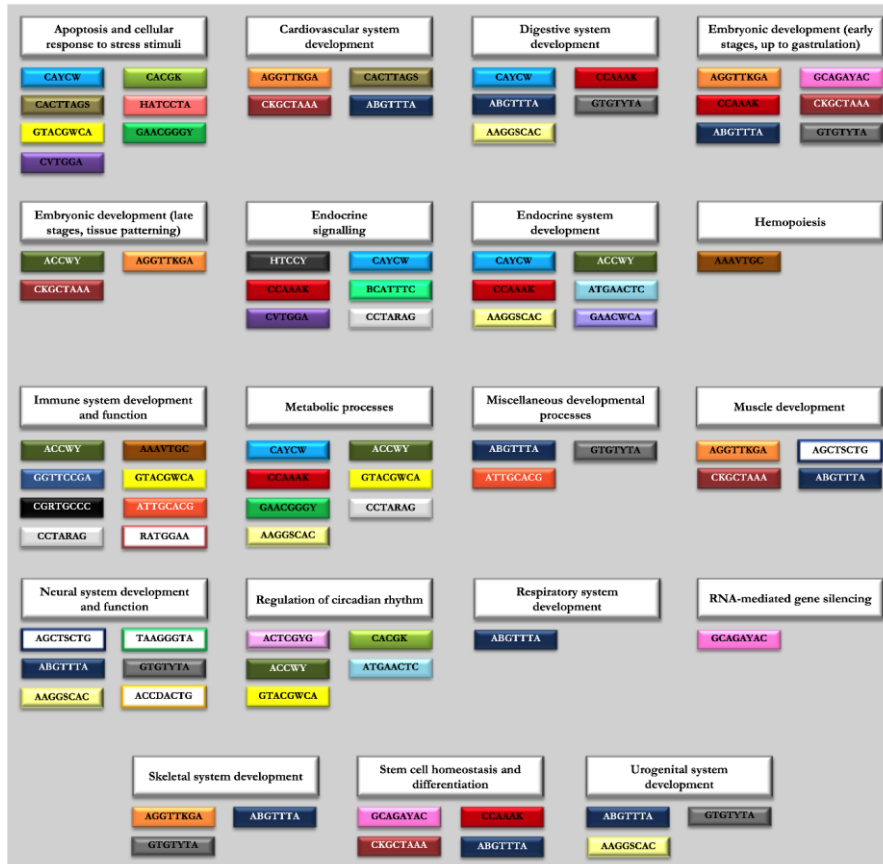 Apoptosis and cellular
response to stress stimuli
CAYCW CACGK
CACTTAGS HATCCTA
GTACGWCA GAACGGGY
CVTGGA
Cardiovascular system
development
AGGTTKGA CACTTAGS
CKGCTAAA ABGTTTA
Digestive system
development
CAYCW CCAAAK
ABGTTTA GTGTYTA
AAGGSCAC
Embryonic development (early
stages, up to gastrulation)
AGGTTKGA GCAGAYAC
CCAAAK CKGCTAAA
ABGTTTA GTGTYTA
Embryonic development (late
stages, tissue patterning)
ACCWY AGGTTKGA
CKGCTAAA
Endocrine
signalling
HTCCY CAYCW
CCAAAK BCATTTC
CVTGGA CCTARAG
Endocrine system
development
CAYCW ACCWY
CCAAAK ATGAACTC
AAGGSCAC GAACWCA
Hemopoiesis
AAAVTGC
Immune system development
and function
ACCWY AAAVTGC
GGTTCCGA GTACGWCA
CGRTGCCC ATTGCACG
CCTARAG RATGGAA
Metabolic processes
CAYCW ACCWY
CCAAAK GTACGWCA
GAACGGGY CCTARAG
AAGGSCAC
Miscellaneous developmental
processes
ABGTTTA GTGTYTA
ATTGCACG
Muscle development
AGGTTKGA AGCTSCTG
CKGCTAAA ABGTTTA
Neural system development
and function
AGCTSCTG TAAGGGTA
ABGTTTA GTGTYTA
AAGGSCAC ACCDACTG
Regulation of circadian rhythm
ACTCGYG CACGK
ACCWY ATGAACTC
GTACGWCA
Respiratory system
development
ABGTTTA
RNA-mediated gene silencing
GCAGAYAC
Skeletal system development
AGGTTKGA ABGTTTA
GTGTYTA
Stem cell homeostasis and
differentiation
GCAGAYAC CCAAAK
CKGCTAAA ABGTTTA
Urogenital system
development
ABGTTTA GTGTYTA
AAGGSCAC